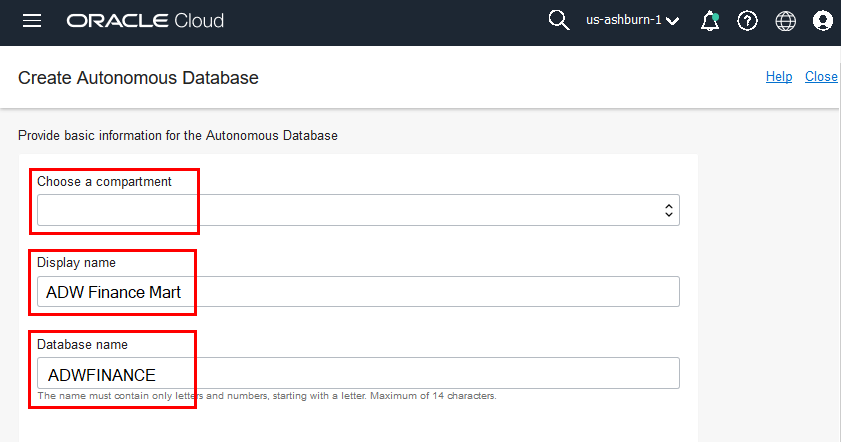 ORACLE Cloud
us-ashburn-1
Create Autonomous Database
Help
Close
Provide basic information for the Autonomous Database
Choose a compartment
Display name
ADW Finance Mart
Database name
ADWFINANCE
The name must contain only letters and numbers, starting with a letter. Maximum of 14 characters.